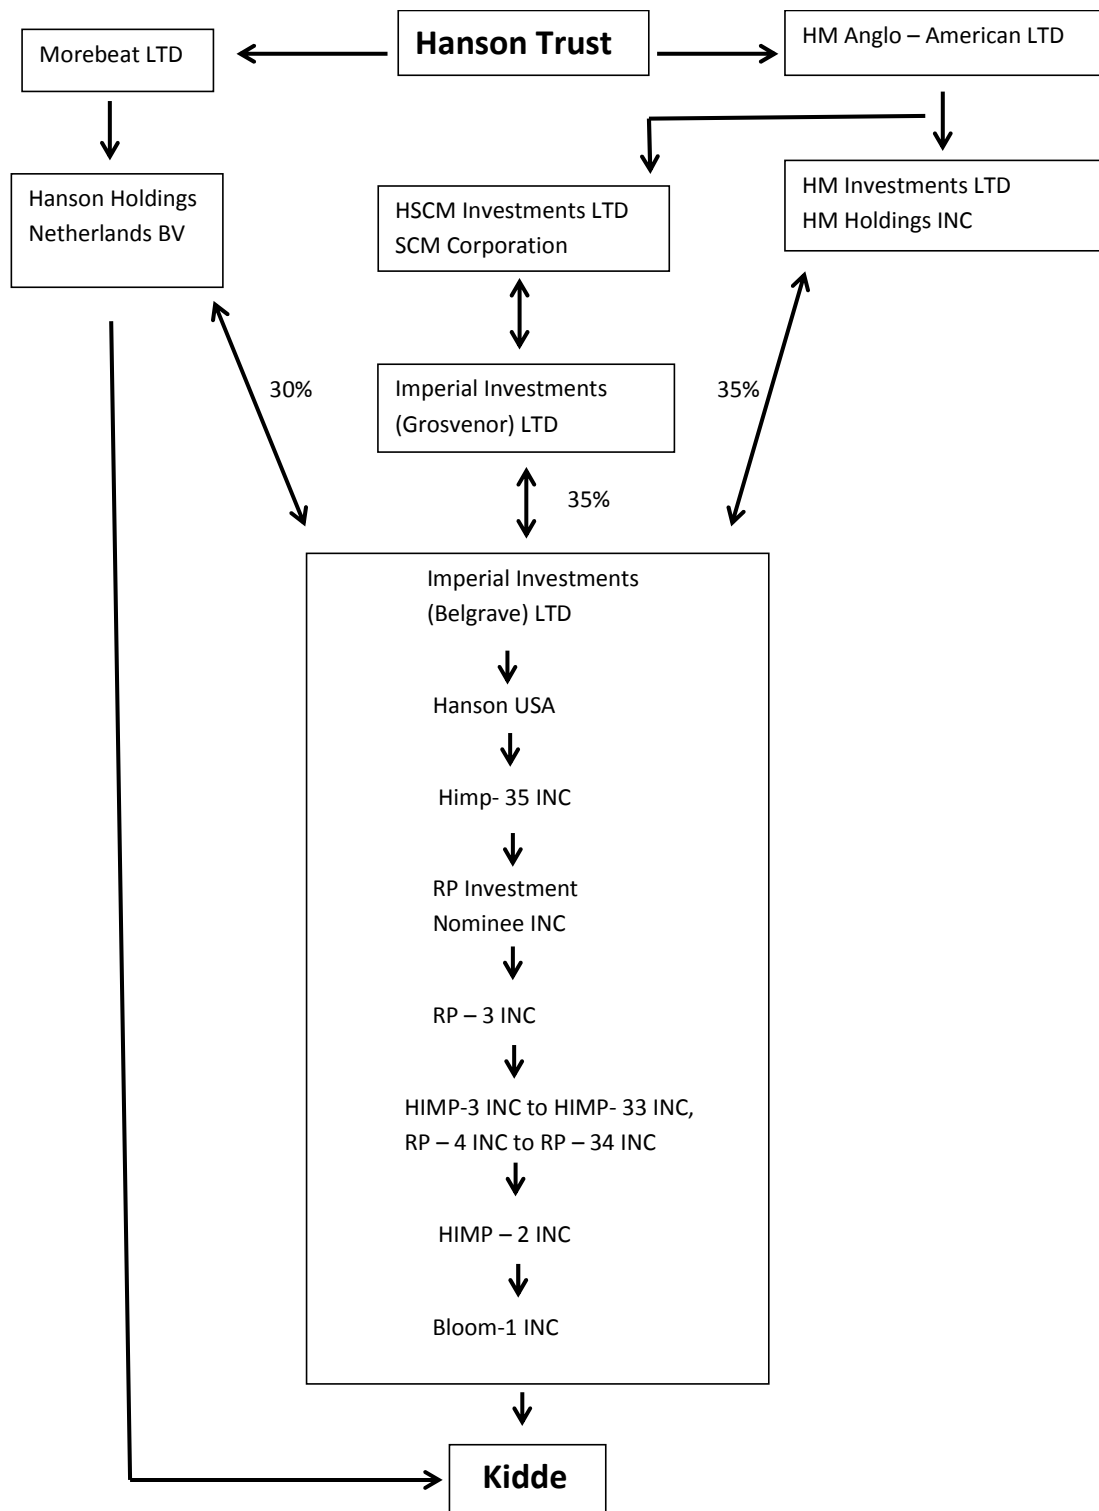 Hanson Trust
Morebeat LTD
HM Anglo – American LTD
Hanson Holdings
Netherlands BV
HSCM Investments LTD
SCM Corporation
HM Investments LTD
HM Holdings INC
30%
Imperial Investments
(Grosvenor) LTD
35%
35%
Imperial Investments
(Belgrave) LTD
Hanson USA
Himp- 35 INC
RP Investment
Nominee INC
RP – 3 INC
HIMP-3 INC to HIMP- 33 INC,
RP – 4 INC to RP – 34 INC
HIMP – 2 INC
Bloom-1 INC
Kidde